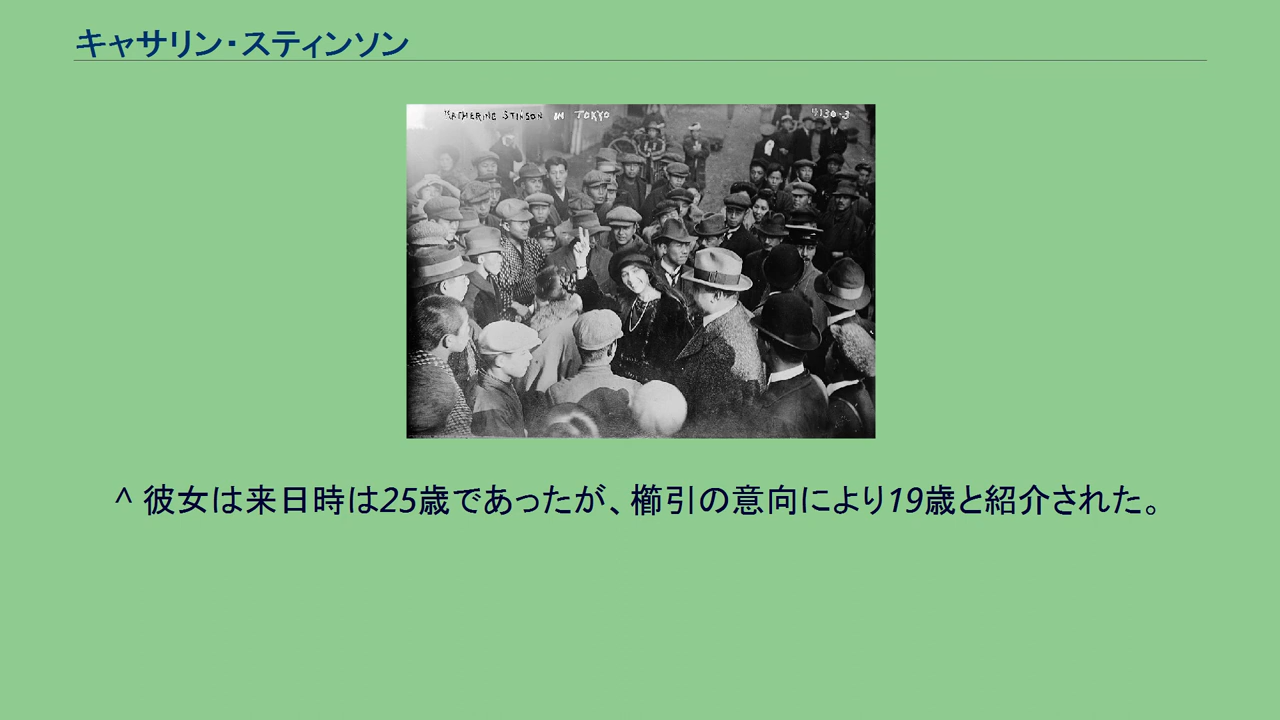 キャサリン・スティンソン
KATHERINE STINSON IN TOKYO
4130-3
^ 彼女は来日時は25歳であったが、櫛引の意向により19歳と紹介された。